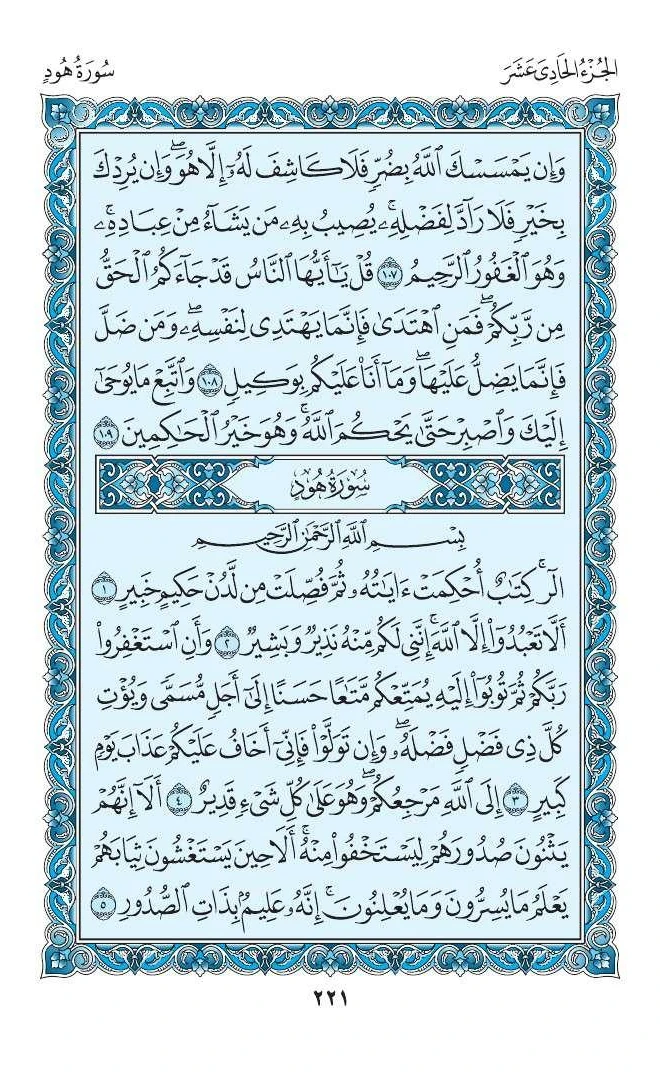 الجُزْءُ الحَادِي عَشَرَ
سُورَةُ هُودٍ
وَإِن يَمْسَسْكَ ٱللَّهُ بِضُرٍّ فَلَا كَاشِفَ لَهُۥٓ إِلَّا هُوَۖ وَإِن يُرِدْكَ
بِخَيْرٍ فَلَا رَآدَّ لِفَضْلِهِۦۚ يُصِيبُ بِهِۦ مَن يَشَآءُ مِنْ عِبَادِهِۦۚ
وَهُوَ ٱلْغَفُورُ ٱلرَّحِيمُ ١٠٧ قُلْ يَٰٓأَيُّهَا ٱلنَّاسُ قَدْ جَآءَكُمُ ٱلْحَقُّ
مِن رَّبِّكُمْۖ فَمَنِ ٱهْتَدَىٰ فَإِنَّمَا يَهْتَدِى لِنَفْسِهِۦۖ وَمَن ضَلَّ
فَإِنَّمَا يَضِلُّ عَلَيْهَاۖ وَمَآ أَنَا۠ عَلَيْكُم بِوَكِيلٍ ١٠٨ وَٱتَّبِعْ مَا يُوحَىٰٓ
إِلَيْكَ وَٱصْبِرْ حَتَّىٰ يَحْكُمَ ٱللَّهُۚ وَهُوَ خَيْرُ ٱلْحَٰكِمِينَ ١٠٩
سُورَةُ هُودٍ
بِسْمِ ٱللَّهِ ٱلرَّحْمَٰنِ ٱلرَّحِيمِ
الٓرۚ كِتَٰبٌ أُحْكِمَتْ ءَايَٰتُهُۥ ثُمَّ فُصِّلَتْ مِن لَّدُنْ حَكِيمٍ خَبِيرٍ ١
أَلَّا تَعْبُدُوٓا۟ إِلَّا ٱللَّهَۚ إِنَّنِى لَكُم مِّنْهُ نَذِيرٌ وَبَشِيرٌ ٢ وَأَنِ ٱسْتَغْفِرُوا۟
رَبَّكُمْ ثُمَّ تُوبُوٓا۟ إِلَيْهِ يُمَتِّعْكُم مَّتَٰعًا حَسَنًا إِلَىٰٓ أَجَلٍ مُّسَمًّى وَيُؤْتِ
كُلَّ ذِى فَضْلٍ فَضْلَهُۥۖ وَإِن تَوَلَّوْا۟ فَإِنِّىٓ أَخَافُ عَلَيْكُمْ عَذَابَ يَوْمٍ
كَبِيرٍ ٣ إِلَى ٱللَّهِ مَرْجِعُكُمْۖ وَهُوَ عَلَىٰ كُلِّ شَىْءٍ قَدِيرٌ ٤ أَلَآ إِنَّهُمْ
يَثْنُونَ صُدُورَهُمْ لِيَسْتَخْفُوا۟ مِنْهُۚ أَلَا حِينَ يَسْتَغْشُونَ ثِيَابَهُمْ
يَعْلَمُ مَا يُسِرُّونَ وَمَا يُعْلِنُونَۚ إِنَّهُۥ عَلِيمٌۢ بِذَاتِ ٱلصُّدُورِ ٥
٢٢١